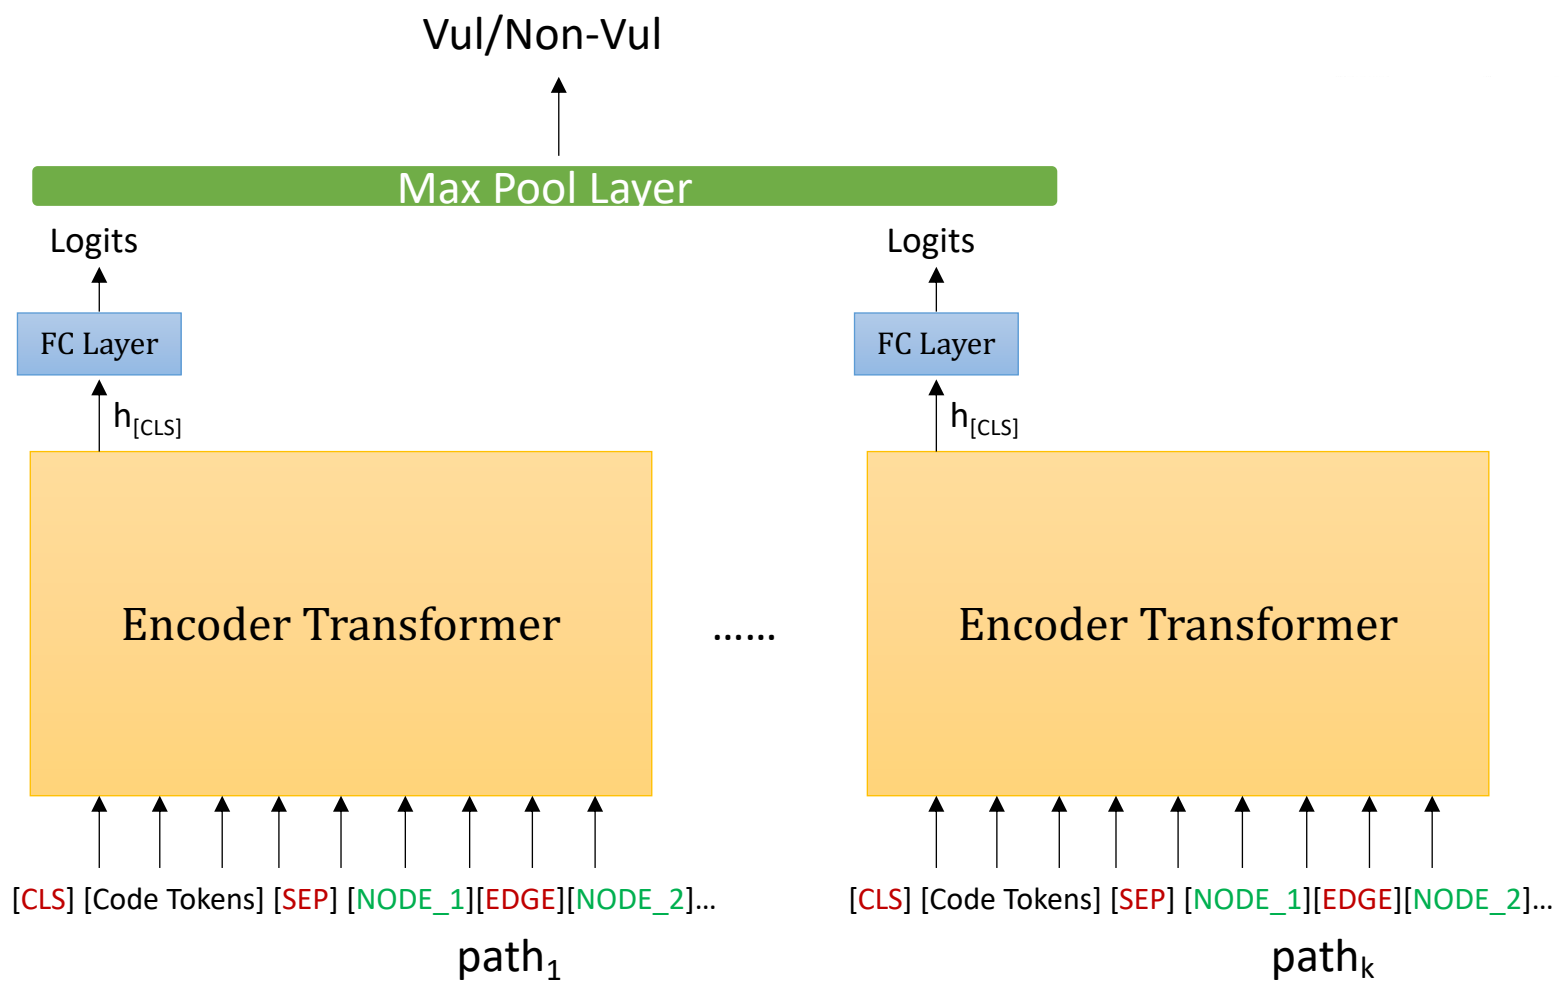 Vul/Non-Vul
Max Pool Layer
Logits Logits
FC Layer FC Layer
h[CLS] h[CLS]
Encoder Transformer ...... Encoder Transformer
[CLS] [Code Tokens] [SEP] [NODE_1][EDGE][NODE_2]... [CLS] [Code Tokens] [SEP] [NODE_1][EDGE][NODE_2]...
path1 pathk